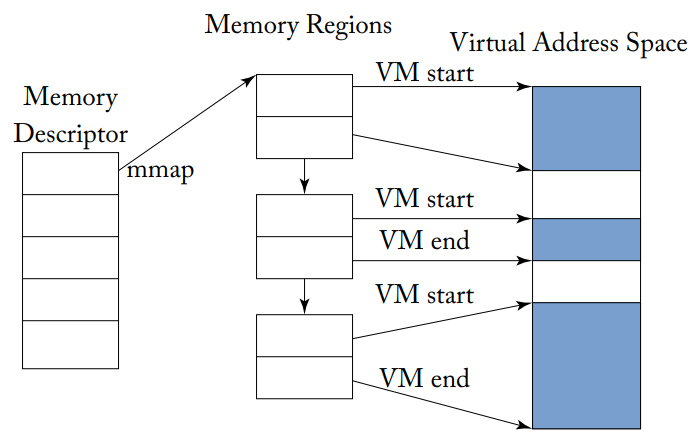 Memory Regions
Virtual Address Space
VM start
Memory
Descriptor
mmap
VM start
VM end
VM start
VM end